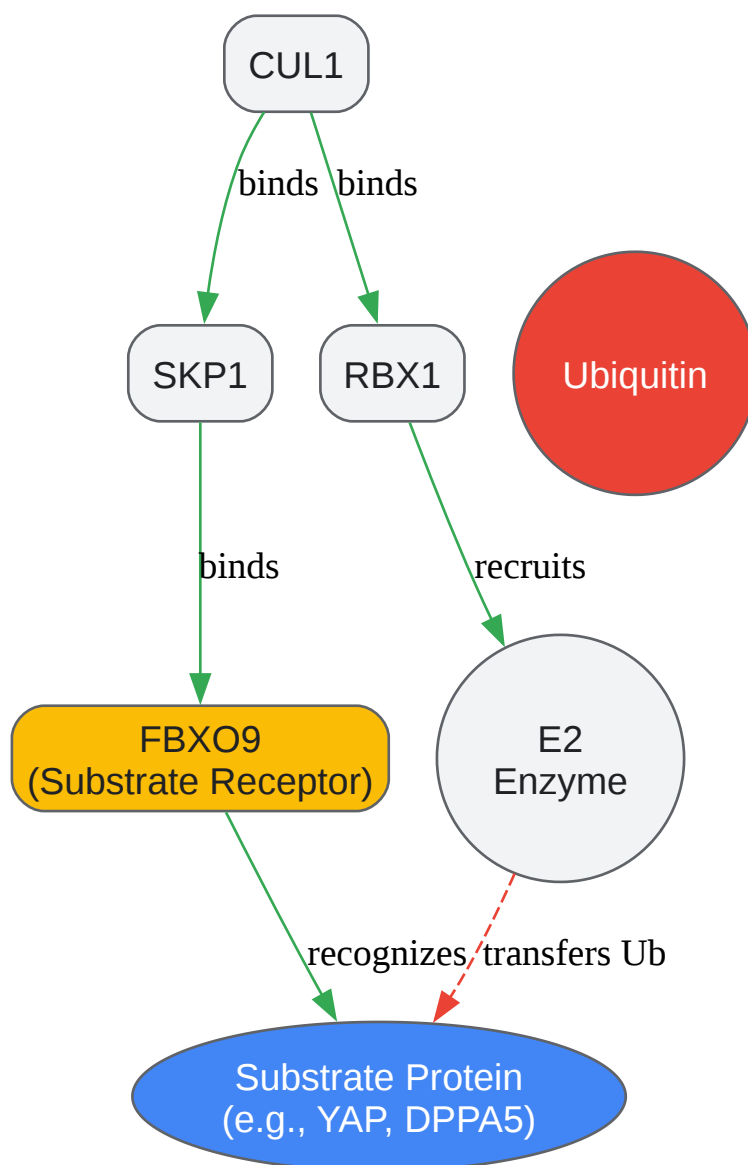 CUL1
binds
binds
SKP1
RBX1
Ubiquitin
binds
recruits
FBXO9
(Substrate Receptor)
E2
Enzyme
recognizes
transfers Ub
Substrate Protein
(e.g., YAP, DPPA5)